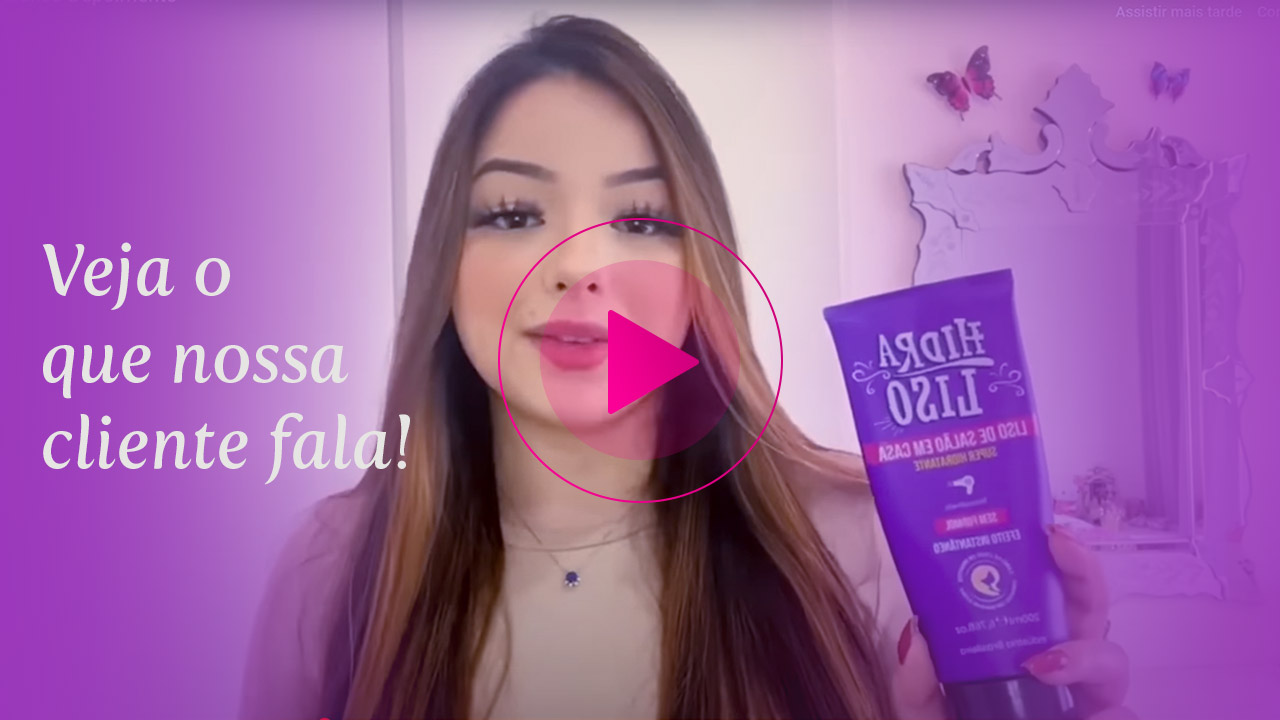 Assistir mais tarde
Veja o
que nossa
cliente fala!
HIDRA
LISO
LISO DE SALÃO EM CASA
SUPER HIDRATANTE
SEM FORMOL
EFEITO INSTANTÂNEO